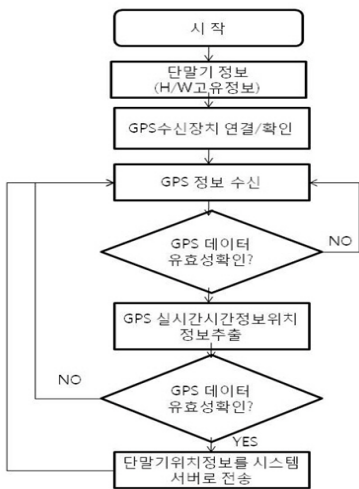 시 작
단말기 정보
(H/W고유정보)
GPS수신장치 연결/확인
GPS 정보 수신
NO
GPS 데이터
유효성확인?
GPS 실시간시간정보위치
정보추출
NO
GPS 데이터
유효성확인?
YES
단말기위치정보를 시스템
서버로 전송